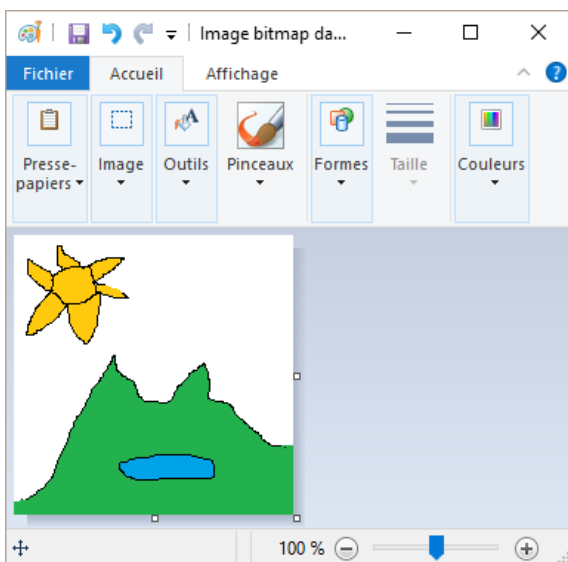 Image bitmap da...
Fichier Accueil Affichage
Presse-
papiers
Image
Outils
Pinceaux
Formes
Taille
Couleurs
100 %